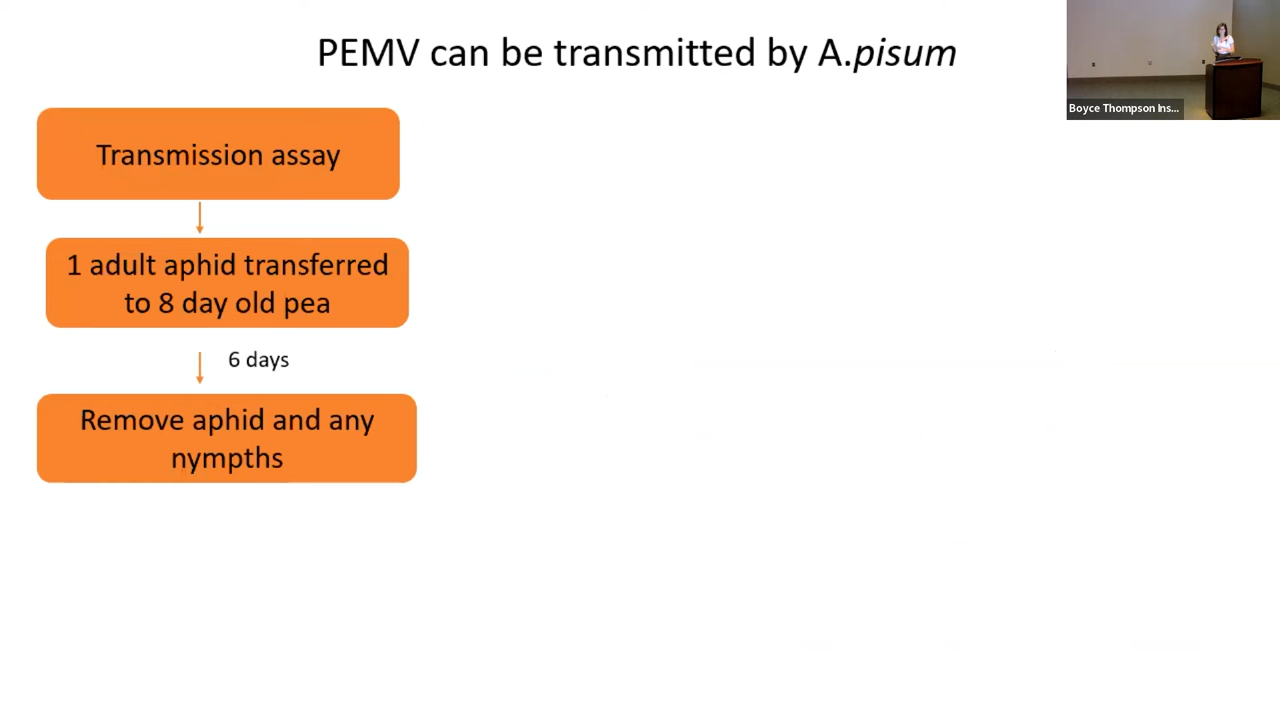 PEMV can be transmitted by A.pisum
Boyce Thompson Ins...
Transmission assay
1 adult aphid transferred
to 8 day old pea
6 days
Remove aphid and any
nympths